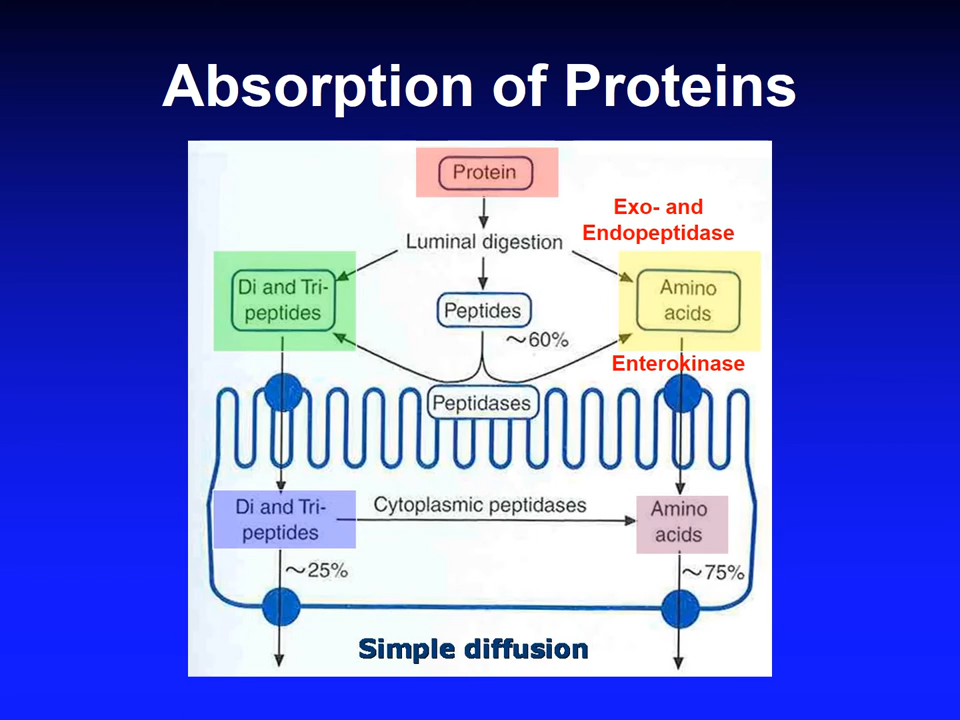 Absorption of Proteins
Protein
Exo- and
Endopeptidase
Luminal digestion
Di and Tri-
peptides
Peptides
Amino
acids
~60%
Enterokinase
Peptidases
Di and Tri-
peptides
Cytoplasmic peptidases
Amino
acids
~25%
~75%
Simple diffusion